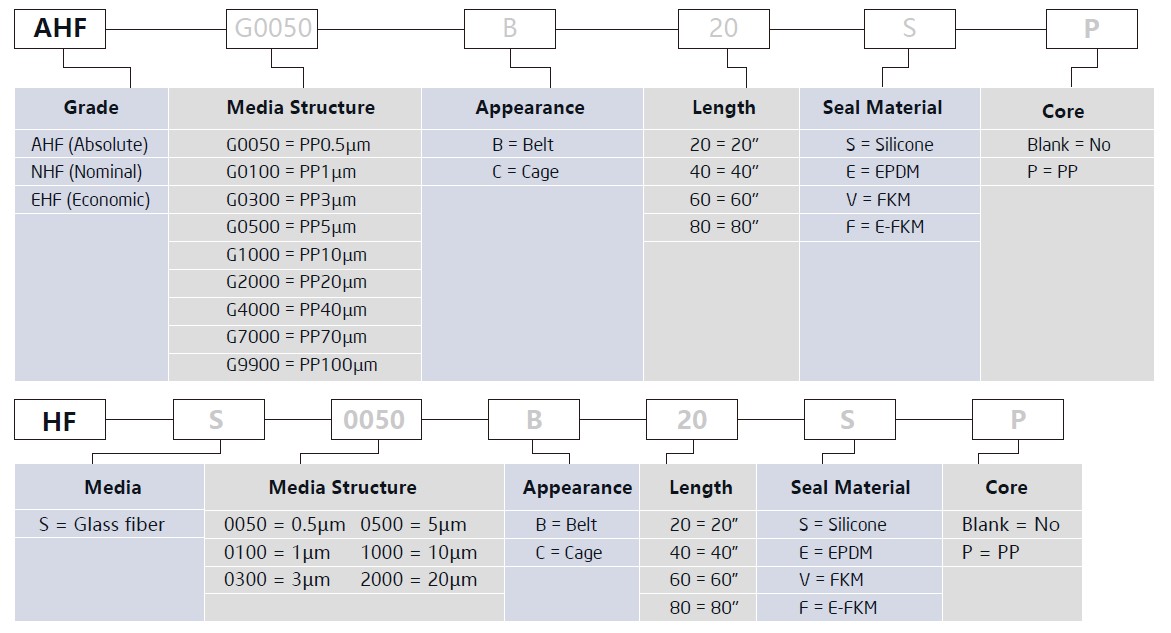 AHF G0050 B 20 S P
Grade Media Structure Appearance Length Seal Material Core
AHF (Absolute) G0050 = PP0.5μm B = Belt 20 = 20″ S = Silicone Blank = No
NHF (Nominal) G0100 = PP1μm C = Cage 40 = 40″ E = EPDM P = PP
EHF (Economic) G0300 = PP3μm 60 = 60″ V = FKM
G0500 = PP5μm 80 = 80″ F = E-FKM
G1000 = PP10μm
G2000 = PP20μm
G4000 = PP40μm
G7000 = PP70μm
G9900 = PP100μm
HF S 0050 B 20 S P
Media Media Structure Appearance Length Seal Material Core
S = Glass fiber 0050 = 0.5μm 0500 = 5μm B = Belt 20 = 20″ S = Silicone Blank = No
0100 = 1μm 1000 = 10μm C = Cage 40 = 40″ E = EPDM P = PP
0300 = 3μm 2000 = 20μm 60 = 60″ V = FKM
80 = 80″ F = E-FKM